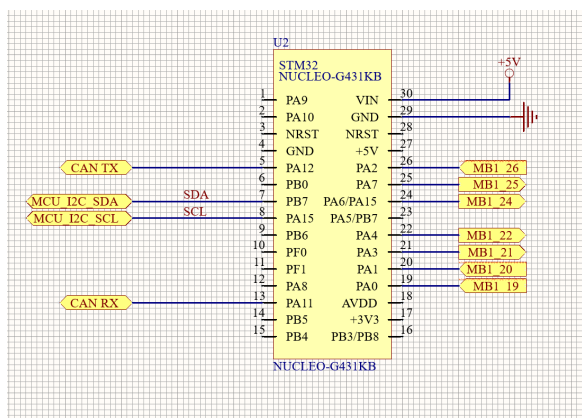 U2
STM32
NUCLEO-G431KB
+5V
1 PA9 VIN 30
2 PA10 GND 29
3 NRST NRST 28
4 GND +5V 27
CAN TX 5 PA12 PA2 26 MB1_26
6 PB0 PA7 25 MB1_25
MCU_I2C_SDA SDA 7 PB7 PA6/PA15 24 MB1_24
MCU_I2C_SCL SCL 8 PA15 PA5/PB7 23
9 PB6 PA4 22 MB1_22
10 PF0 PA3 21 MB1_21
11 PF1 PA1 20 MB1_20
12 PA8 PA0 19 MB1_19
CAN RX 13 PA11 AVDD 18
14 PB5 +3V3 17
15 PB4 PB3/PB8 16
NUCLEO-G431KB